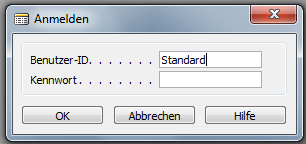 Anmelden
Benutzer-ID. . . . . . . Standard
Kennwort . . . . . . . .
OK Abbrechen Hilfe